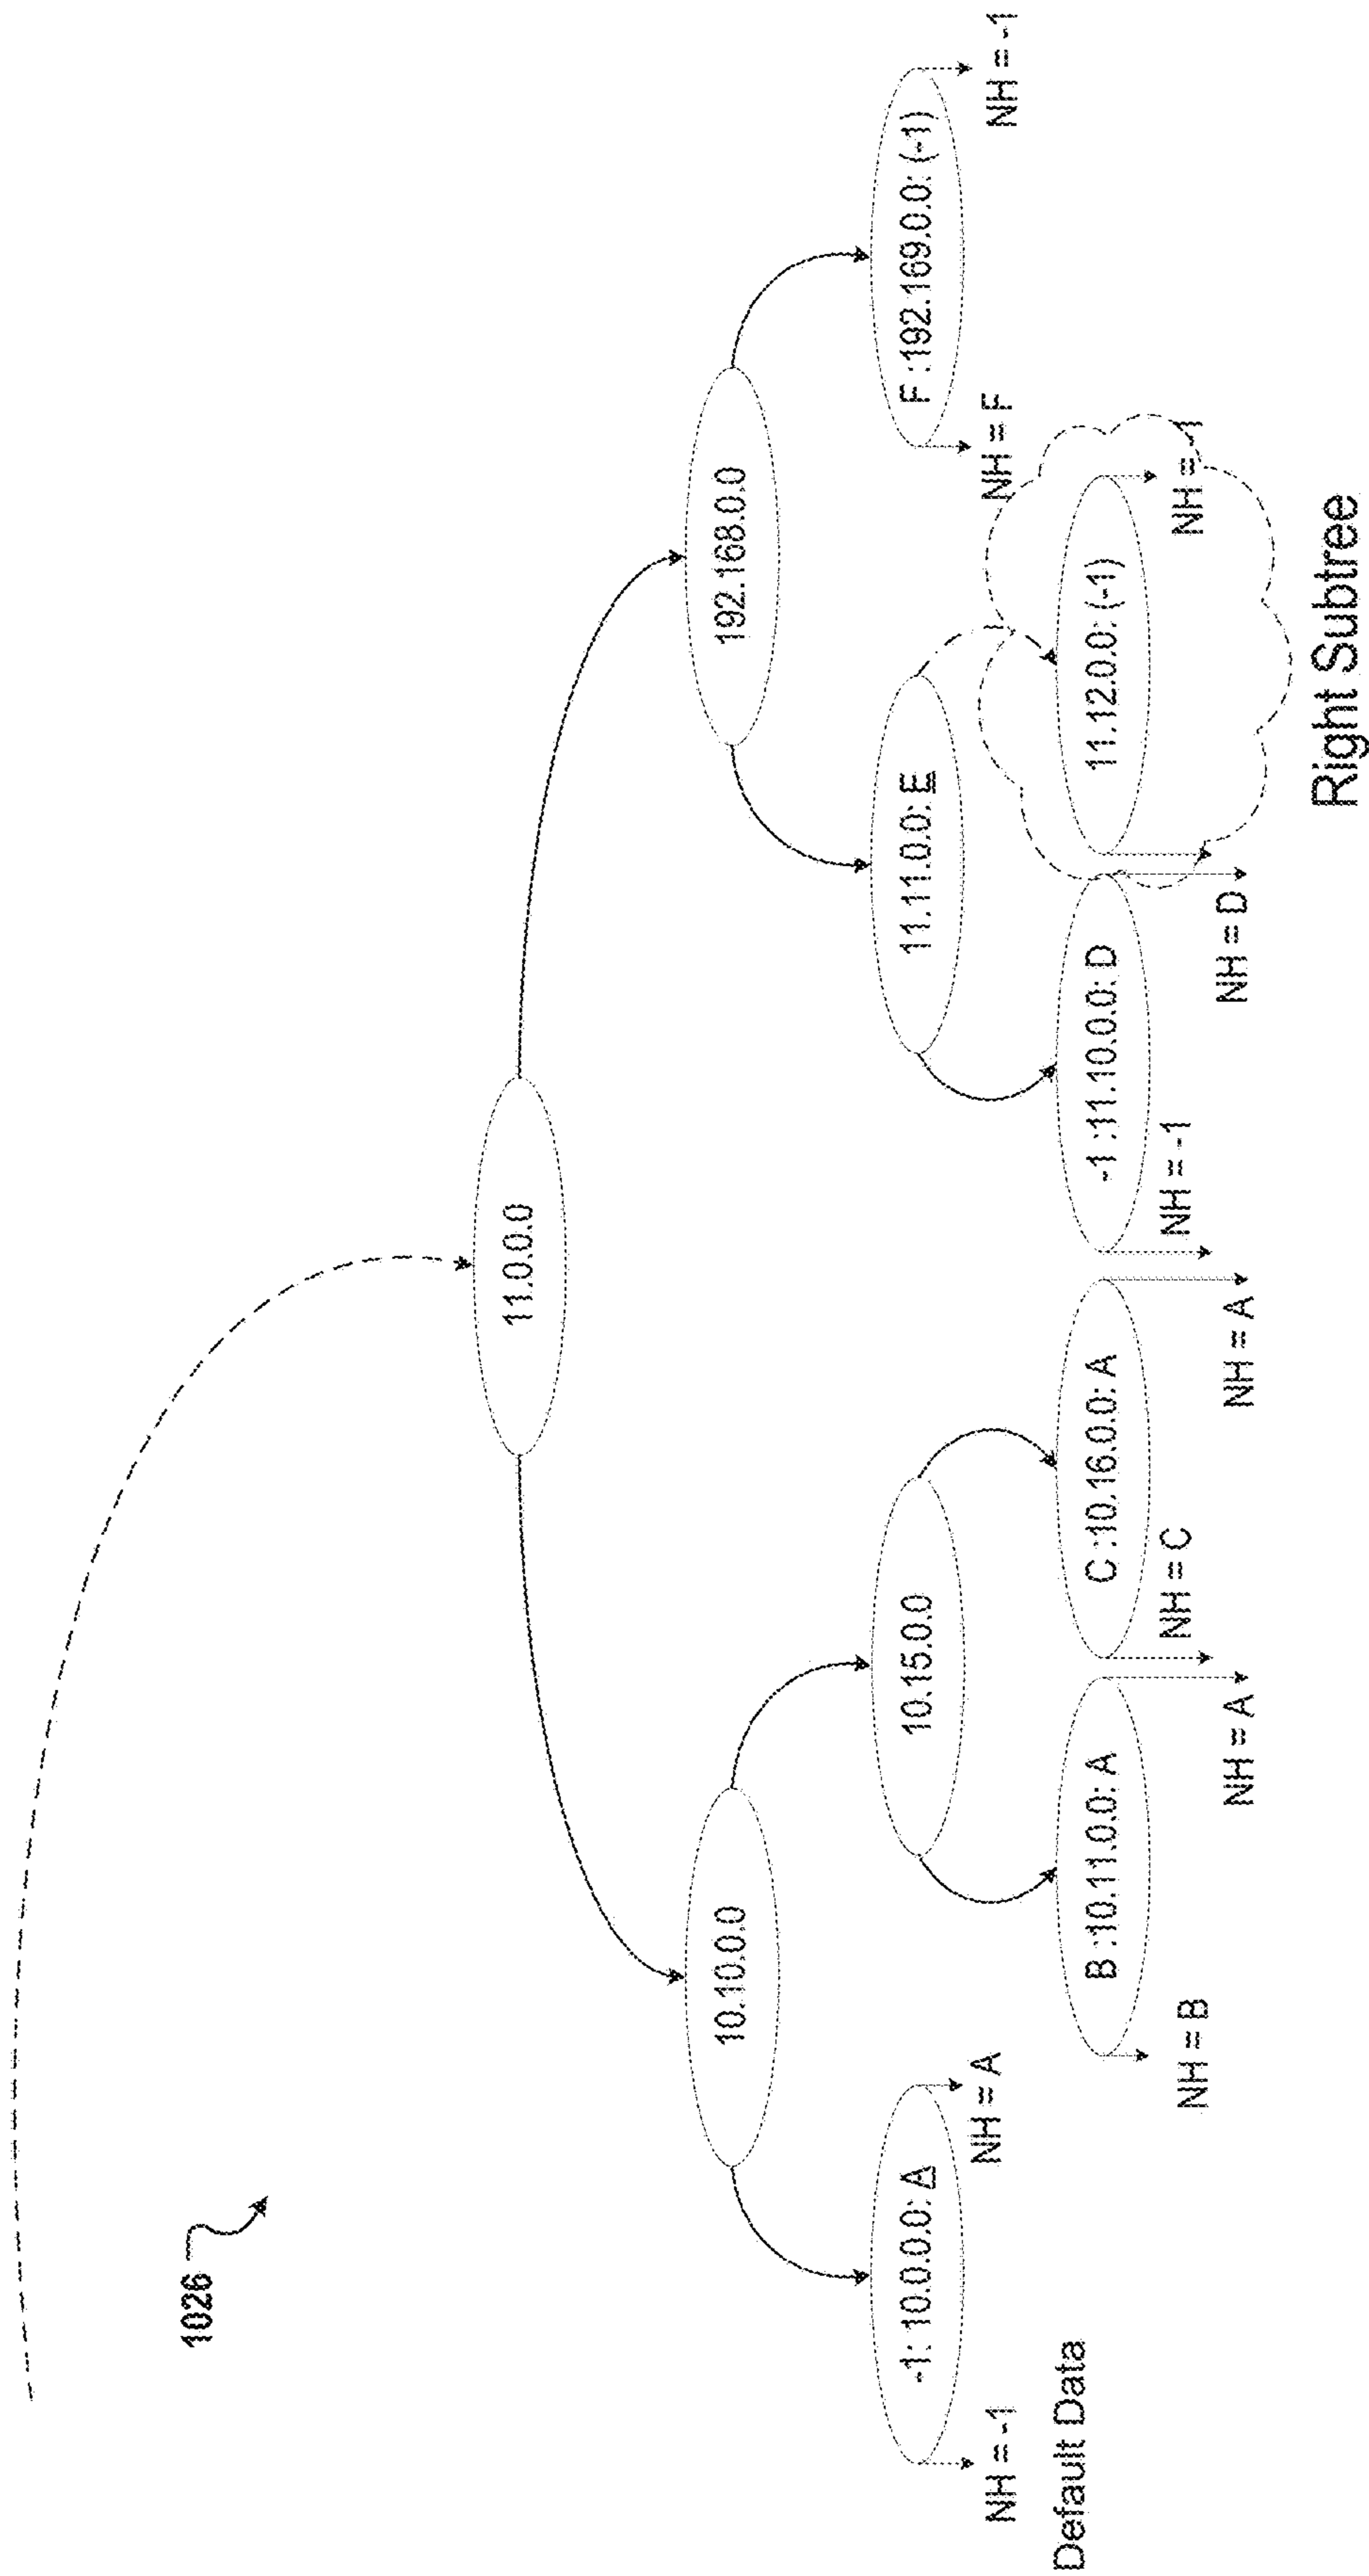 1026
11.0.0.0
10.10.0.0
192.168.0.0
-1: 10.0.0.0: A
10.15.0.0
11.11.0.0: E
F :192.169.0.0: (-1)
NH = -1
NH = A
NH = F
NH = -1
Default Data
B :10.11.0.0: A
C :10.16.0.0: A
-1 :11.10.0.0: D
11.12.0.0: (-1)
NH = B
NH = A
NH = C
NH = A
NH = -1
NH = D
NH = -1
Right Subtree